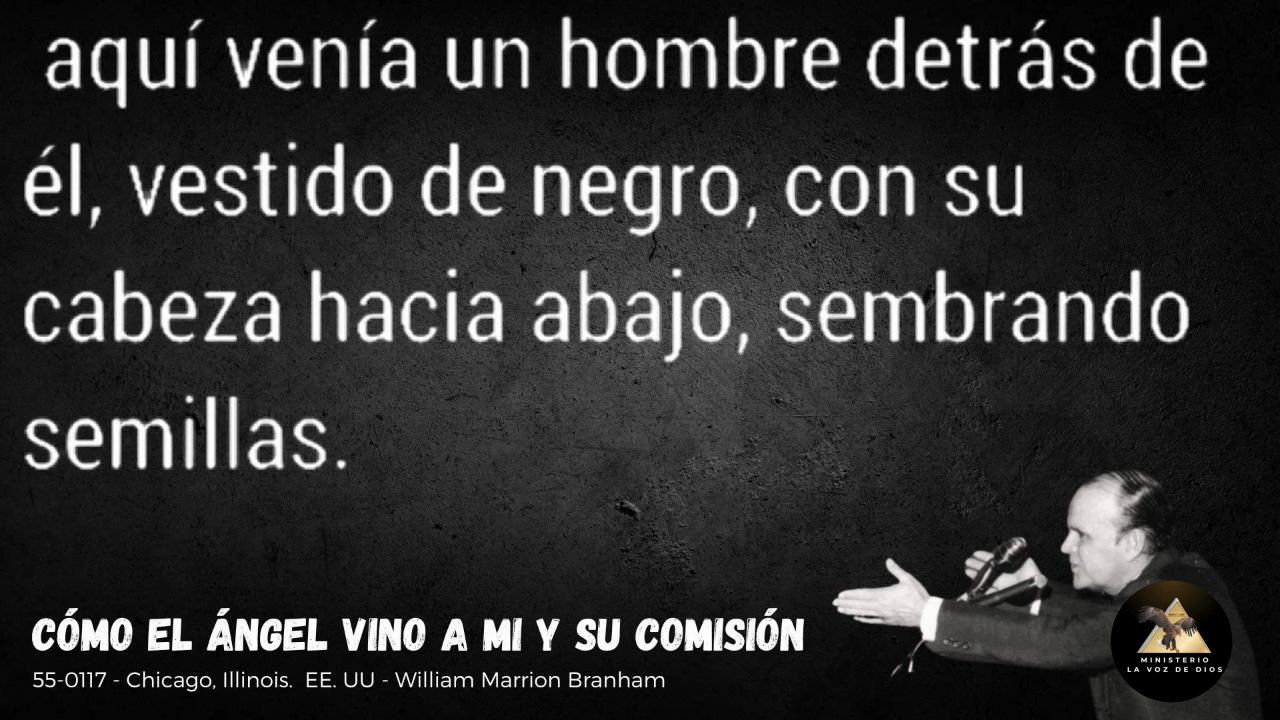 aquí venía un hombre detrás de
él, vestido de negro, con su
cabeza hacia abajo, sembrando
semillas.
CÓMO EL ÁNGEL VINO A MI Y SU COMISIÓN
55-0117 - Chicago, Illinois.  EE. UU - William Marrion Branham
MINISTERIO
LA VOZ DE DIOS